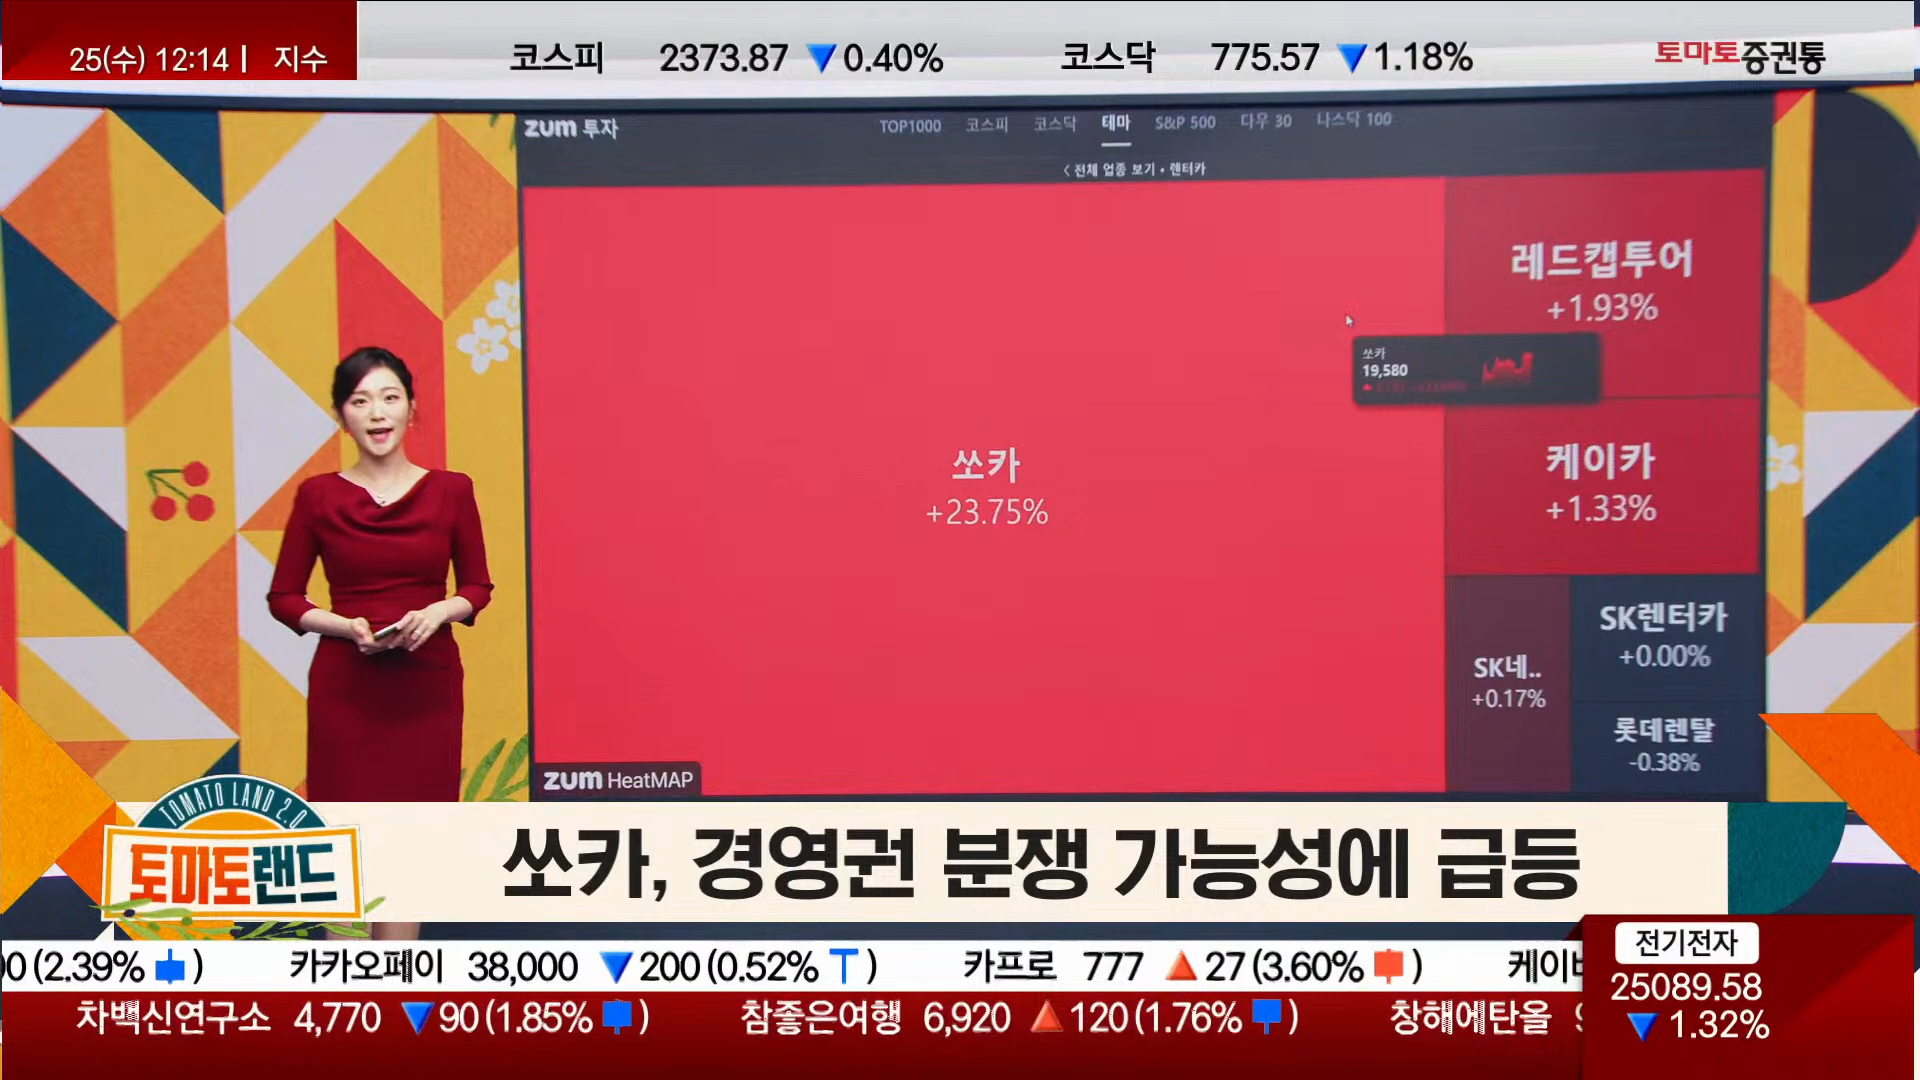 25(수) 12:14 | 지수
코스피 2373.87 ▼0.40% 코스닥 775.57 ▼1.18%
토마토증권통
zum 투자
TOP1000 코스피 코스닥 테마 S&P 500 다우 30 나스닥 100
< 전체 업종 보기 • 렌터카
레드캡투어
+1.93%
쏘카
19,580
쏘카
+23.75%
케이카
+1.33%
SK네..
+0.17%
SK렌터카
+0.00%
롯데렌탈
-0.38%
zum HeatMAP
TOMATO LAND 2.0
토마토랜드
쏘카, 경영권 분쟁 가능성에 급등
0 (2.39% ) 카카오페이 38,000 ▼200 (0.52% ) 카프로 777 ▲27 (3.60% ) 케이
차백신연구소 4,770 ▼90 (1.85% ) 참좋은여행 6,920 ▲120 (1.76% ) 창해에탄올
전기전자
25089.58
▼ 1.32%